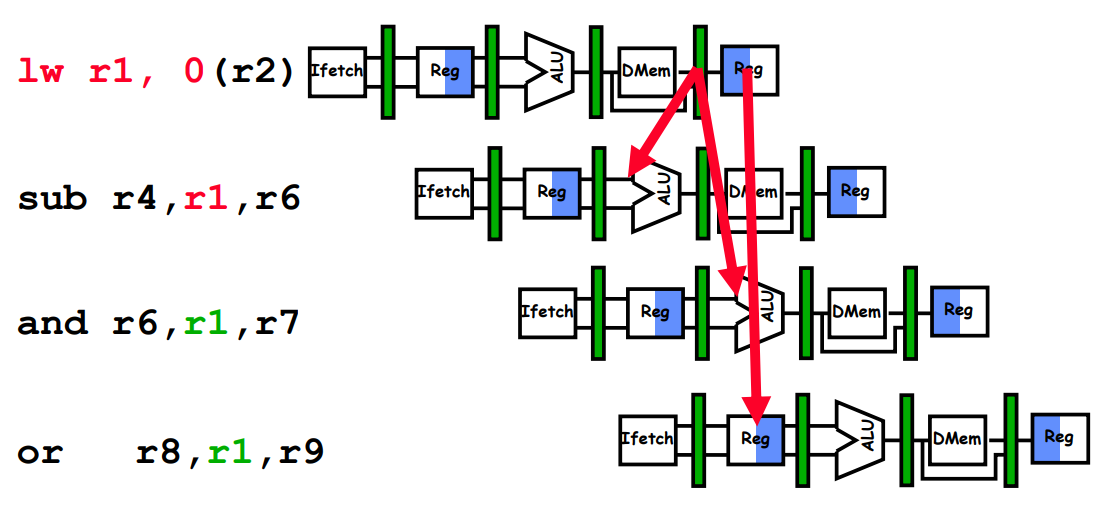 lw r1, 0(r2) Ifetch Reg ALU DMem Reg
sub r4,r1,r6 Ifetch Reg ALU DMem Reg
and r6,r1,r7 Ifetch Reg ALU DMem Reg
or r8,r1,r9 Ifetch Reg ALU DMem Reg